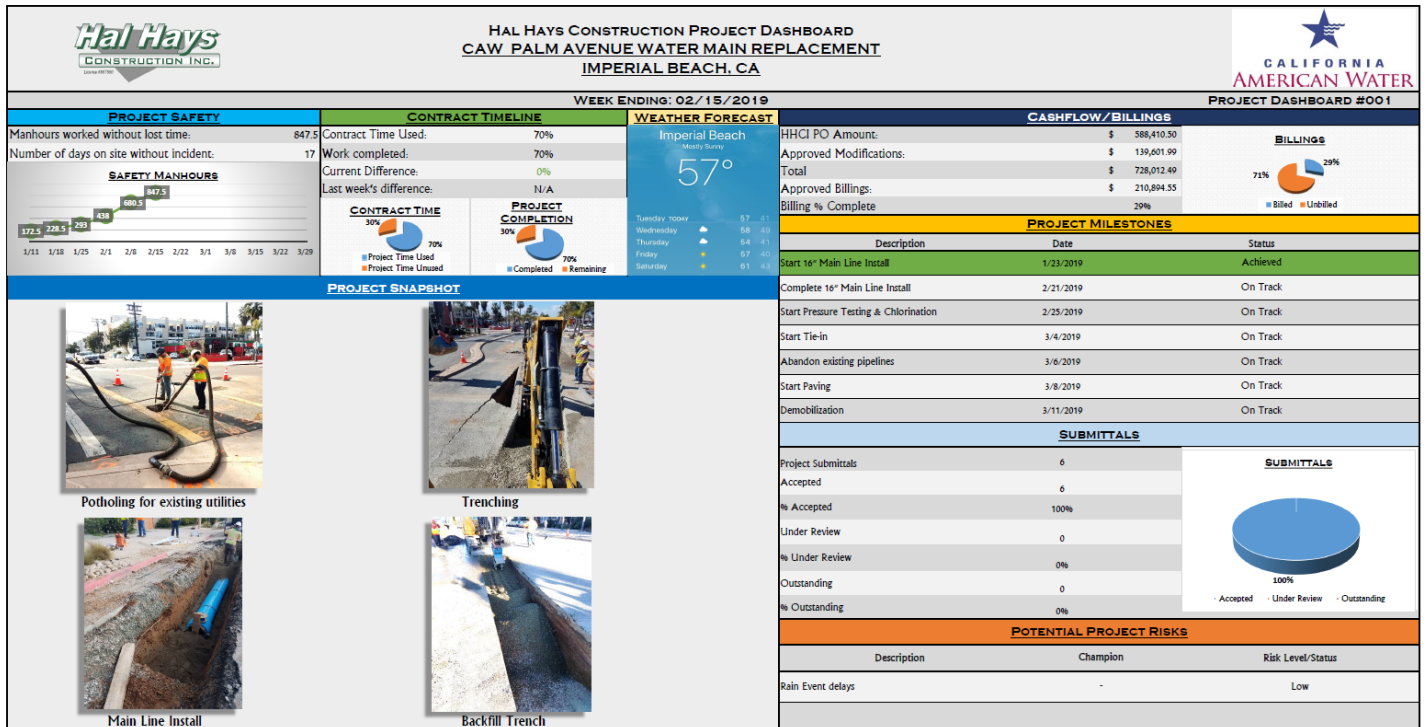 Hal Hays
CONSTRUCTION INC.
HAL HAYS CONSTRUCTION PROJECT DASHBOARD
CAW PALM AVENUE WATER MAIN REPLACEMENT
IMPERIAL BEACH, CA
CALIFORNIA
AMERICAN WATER
WEEK ENDING: 02/15/2019
PROJECT DASHBOARD #001
PROJECT SAFETY
Manhours worked without lost time: 847.5
Number of days on site without incident: 17
SAFETY MANHOURS
172.5 228.5 293 438 680.5 847.5
1/11 1/18 1/25 2/1 2/8 2/15 2/22 3/1 3/8 3/15 3/22 3/29
CONTRACT TIMELINE
Contract Time Used: 70%
Work completed: 70%
Current Difference: 0%
Last week's difference: N/A
CONTRACT TIME
30%
70%
Project Time Used
Project Time Unused
PROJECT
COMPLETION
30%
70%
Completed Remaining
WEATHER FORECAST
Imperial Beach
Mostly Sunny
57°
Tuesday TODAY 57 41
Wednesday 58 49
Thursday 54 41
Friday 57 40
Saturday 61 43
CASHFLOW/BILLINGS
HHCI PO Amount: $ 588,410.50
Approved Modifications: $ 139,601.99
Total $ 728,012.49
Approved Billings: $ 210,894.55
Billing % Complete 29%
BILLINGS
29%
71%
Billed Unbilled
PROJECT MILESTONES
Description Date Status
Start 16" Main Line Install 1/23/2019 Achieved
Complete 16" Main Line Install 2/21/2019 On Track
Start Pressure Testing & Chlorination 2/25/2019 On Track
Start Tie-in 3/4/2019 On Track
Abandon existing pipelines 3/6/2019 On Track
Start Paving 3/8/2019 On Track
Demobilization 3/11/2019 On Track
PROJECT SNAPSHOT
Potholing for existing utilities
Trenching
Main Line Install
Backfill Trench
SUBMITTALS
Project Submittals 6
Accepted 6
% Accepted 100%
Under Review 0
% Under Review 0%
Outstanding 0
% Outstanding 0%
SUBMITTALS
100%
Accepted Under Review Outstanding
POTENTIAL PROJECT RISKS
Description Champion Risk Level/Status
Rain Event delays - Low